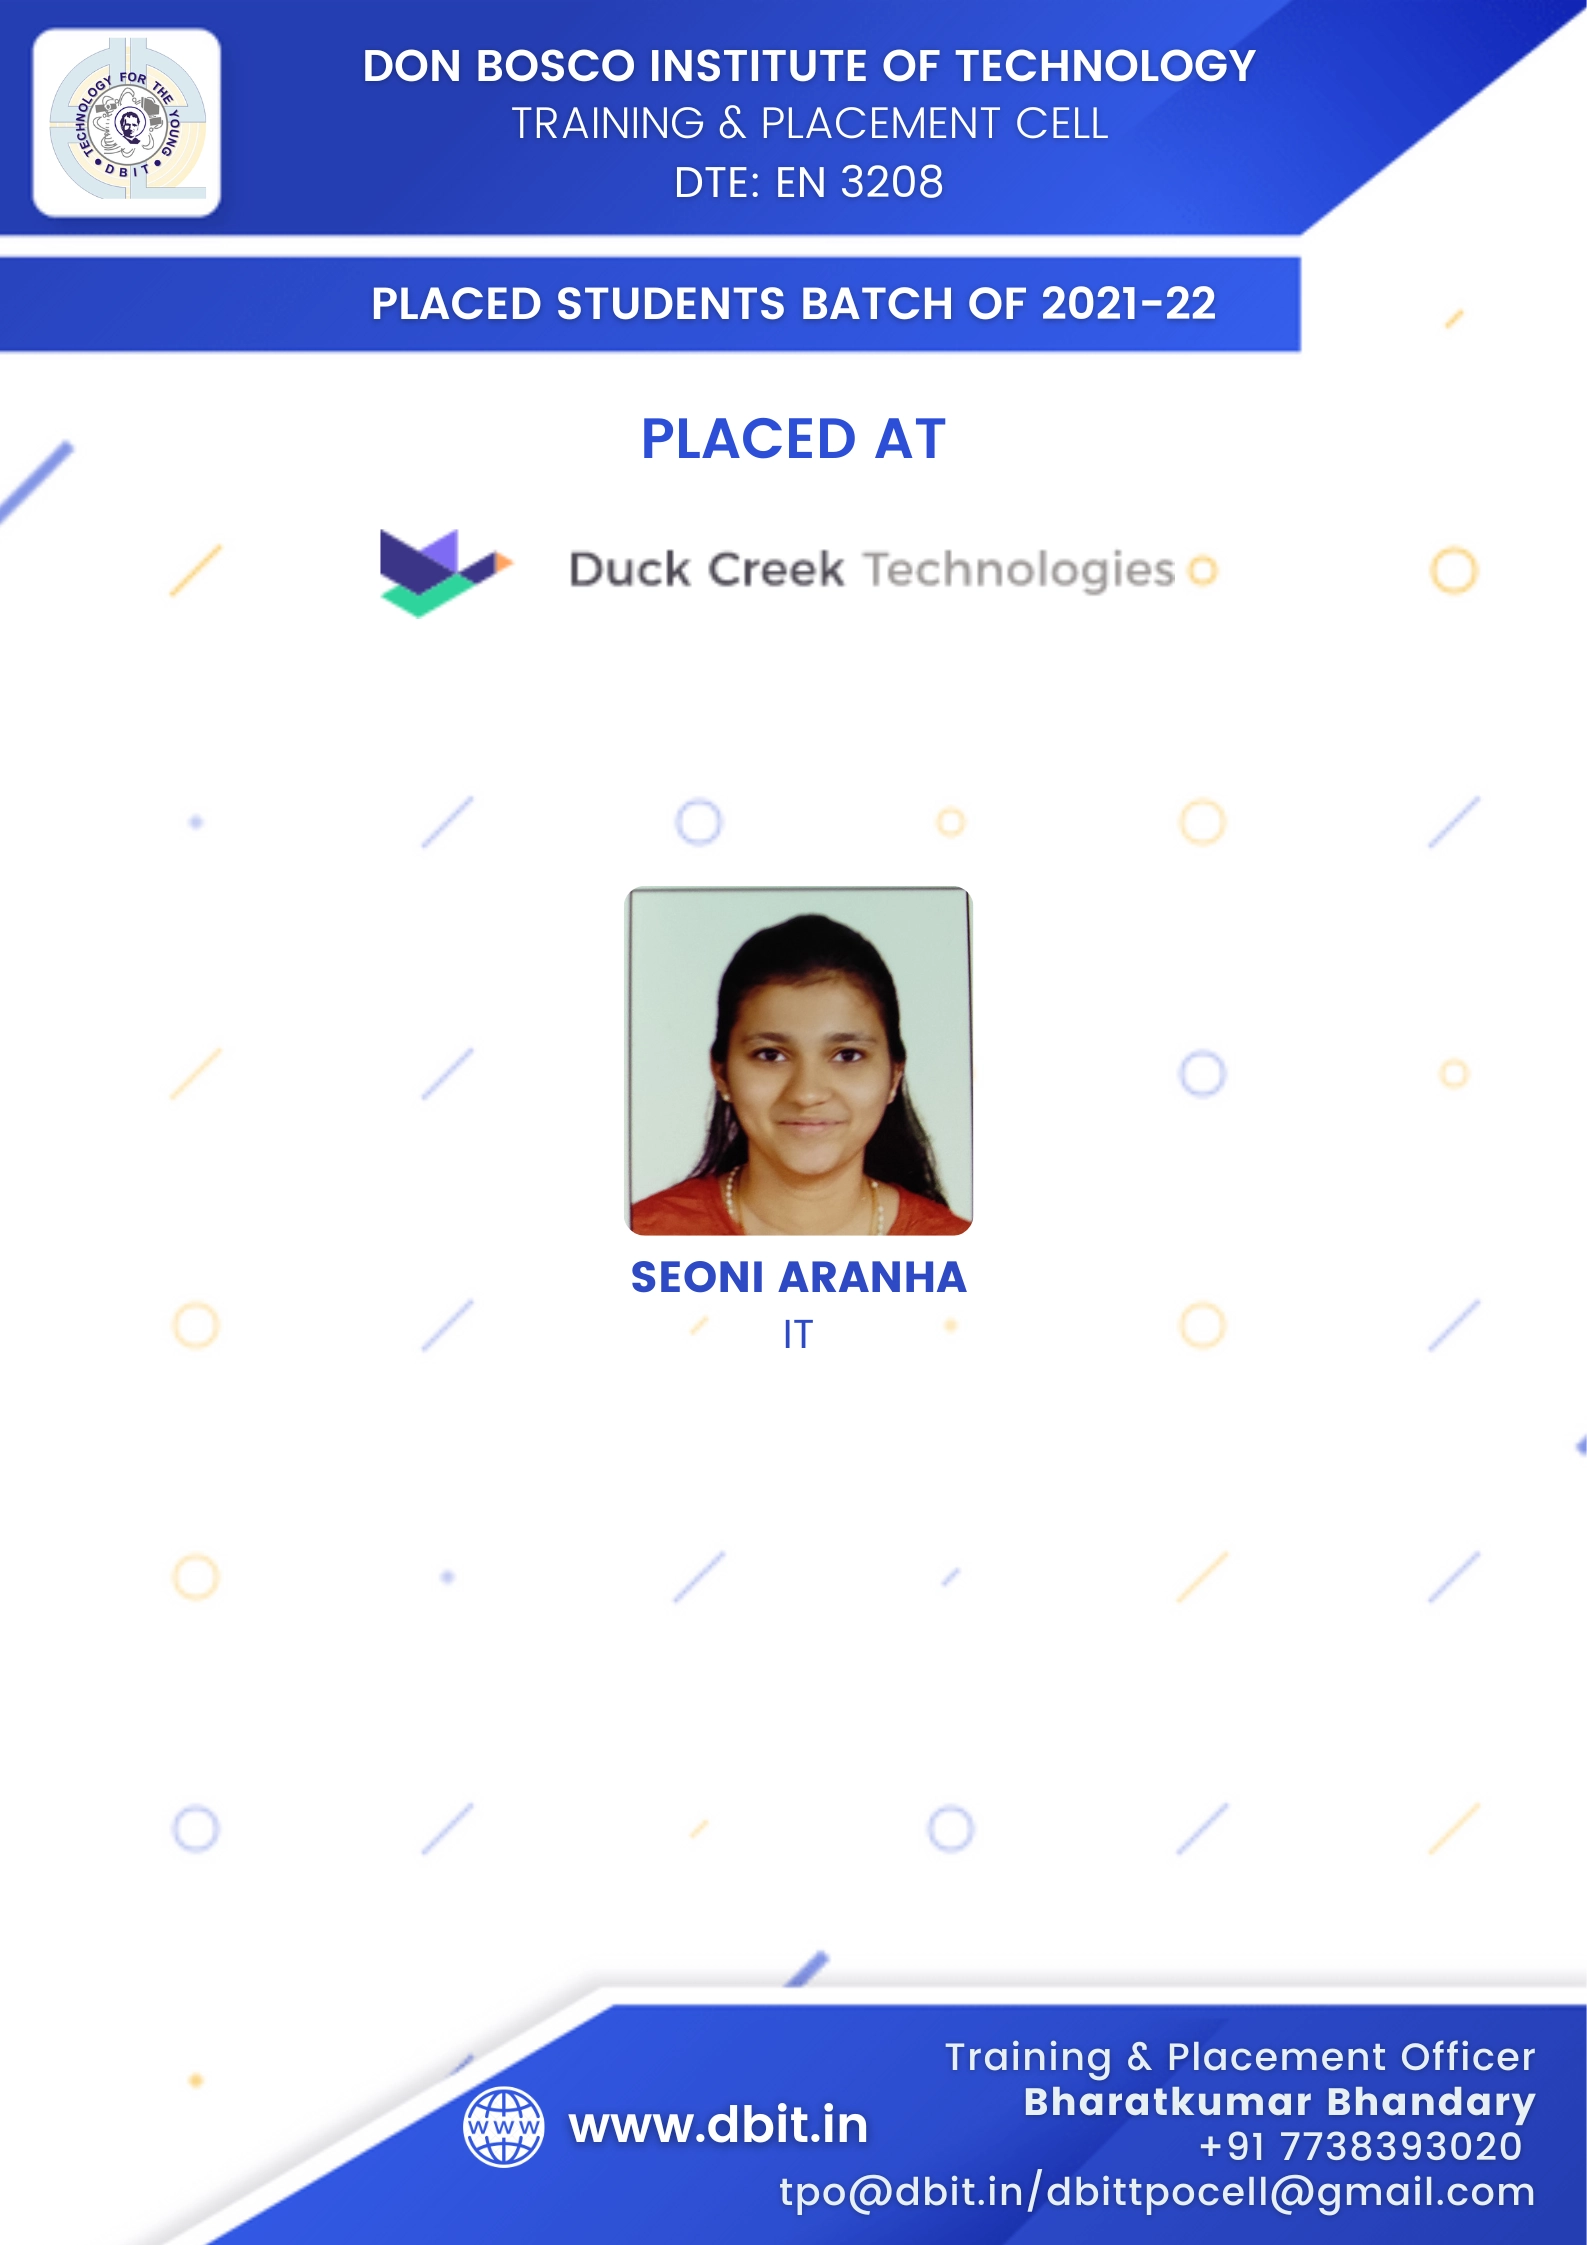 TECHNOLOGY FOR THE YOUNG
• DBIT •
DON BOSCO INSTITUTE OF TECHNOLOGY
TRAINING & PLACEMENT CELL
DTE: EN 3208
PLACED STUDENTS BATCH OF 2021-22
PLACED AT
Duck Creek Technologies
SEONI ARANHA
IT
WWW
www.dbit.in
Training & Placement Officer
Bharatkumar Bhandary
+91 7738393020
tpo@dbit.in/dbittpocell@gmail.com